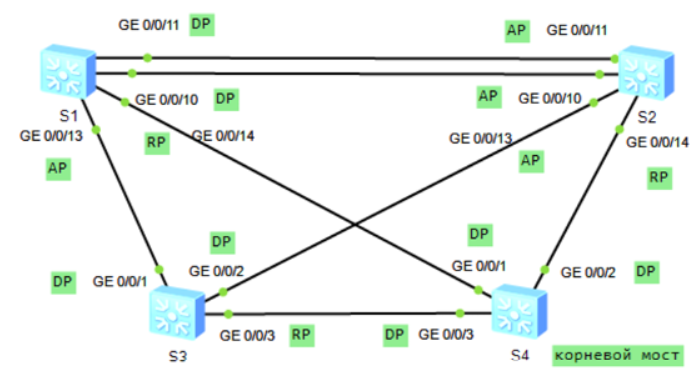 GE 0/0/11 DP
AP GE 0/0/11
S1
GE 0/0/10 DP
AP GE 0/0/10
S2
GE 0/0/13
RP GE 0/0/14
GE 0/0/13
GE 0/0/14
AP
AP
RP
DP
DP
DP GE 0/0/1
GE 0/0/2
GE 0/0/1
GE 0/0/2 DP
GE 0/0/3 RP
DP GE 0/0/3
S3
S4
корневой мост